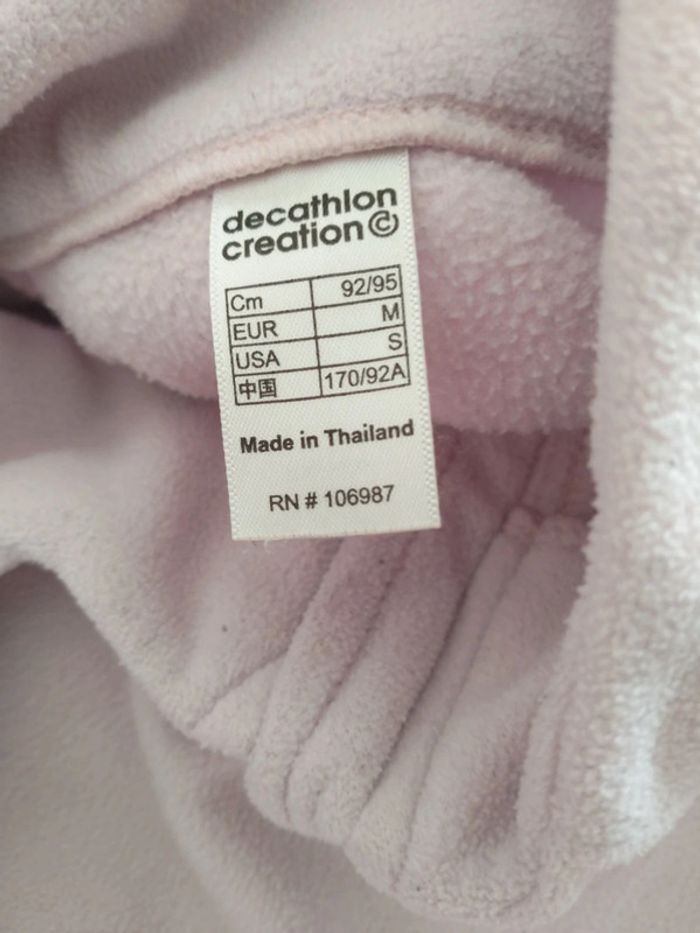 decathlon
creation ©
Cm 92/95
EUR M
USA S
中国 170/92A
Made in Thailand
RN # 106987